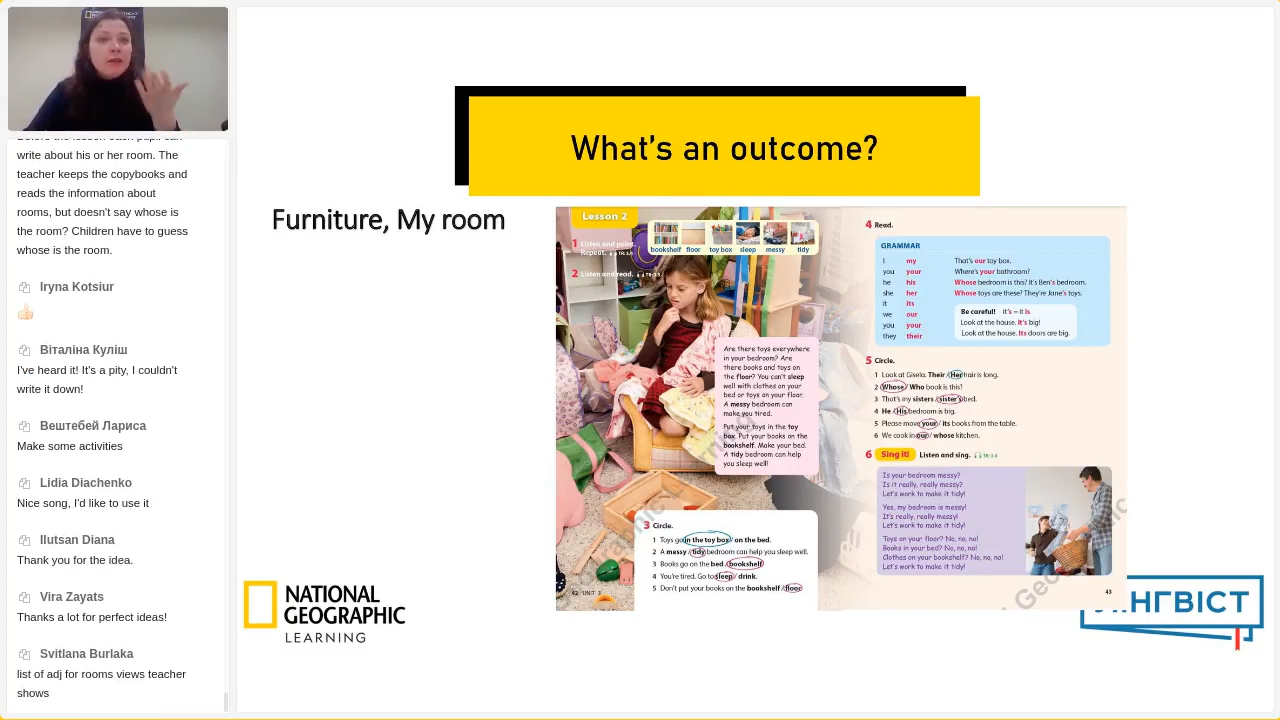 write about his or her room. The
teacher keeps the copybooks and
reads the information about
rooms, but doesn't say whose is
the room? Children have to guess
whose is the room.
Iryna Kotsiur
👍
Віталіна Куліш
I've heard it! It's a pity, I couldn't
write it down!
Вештебей Лариса
Make some activities
Lidia Diachenko
Nice song, I'd like to use it
Ilutsan Diana
Thank you for the idea.
Vira Zayats
Thanks a lot for perfect ideas!
Svitlana Burlaka
list of adj for rooms views teacher
shows
What's an outcome?
Furniture, My room
Lesson 2
1 Listen and point.
Repeat.
bookshelf floor toy box sleep messy tidy
2 Listen and read.
Are there toys everywhere
in your bedroom? Are
there books and toys on
the floor? You can't sleep
well with clothes on your
bed or toys on your floor.
A messy bedroom can
make you tired.
Put your toys in the toy
box. Put your books on the
bookshelf. Make your bed.
A tidy bedroom can help
you sleep well!
3 Circle.
1 Toys go in the toy box / on the bed.
2 A messy / tidy bedroom can help you sleep well.
3 Books go on the bed / bookshelf
4 You're tired. Go to sleep / drink.
5 Don't put your books on the bookshelf / floor
42 UNIT 3
4 Read.
GRAMMAR
I my That's our toy box.
you your Where's your bathroom?
he his Whose bedroom is this? It's Ben's bedroom.
she her Whose toys are these? They're Jane's toys.
it its
we our
you your
they their
Be careful! it's = it is
Look at the house. It's big!
Look at the house. Its doors are big.
5 Circle.
1 Look at Gisela. Their / Her hair is long.
2 Whose / Who book is this?
3 That's my sisters / sister's bed.
4 He / His bedroom is big.
5 Please move your / its books from the table.
6 We cook in our / whose kitchen.
6 Sing it! Listen and sing.
Is your bedroom messy?
Is it really, really messy?
Let's work to make it tidy!
Yes, my bedroom is messy!
It's really, really messy!
Let's work to make it tidy!
Toys on your floor? No, no, no!
Books in your bed? No, no, no!
Clothes on your bookshelf? No, no, no!
Let's work to make it tidy!
43
NATIONAL
GEOGRAPHIC
LEARNING
ЛІНГВІСТ